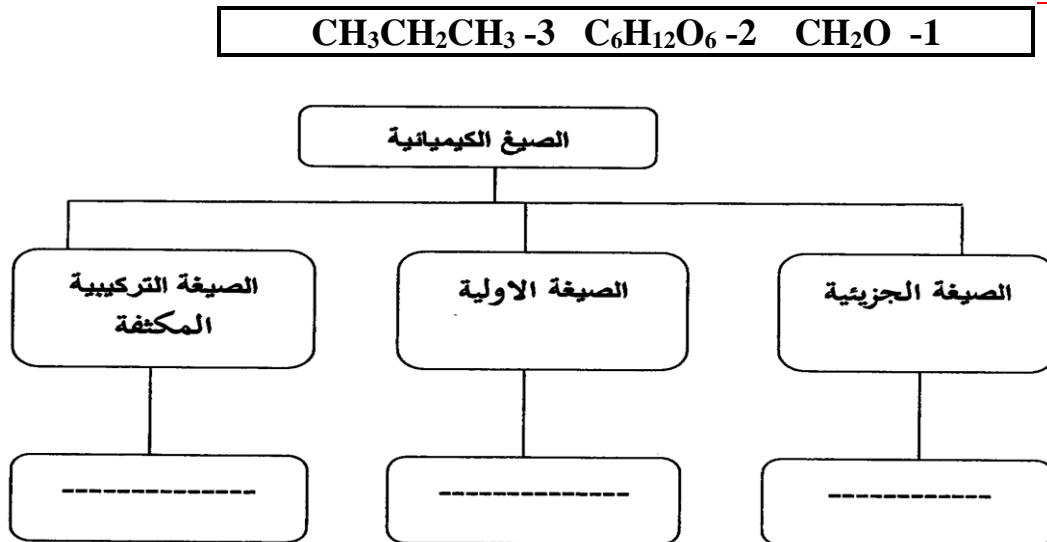 1- CH₂O   2- C₆H₁₂O₆   3- CH₃CH₂CH₃
الصيغ الكيميائية
الصيغة الجزيئية
الصيغة الاولية
الصيغة التركيبية
المكثفة
------------
--------------
--------------